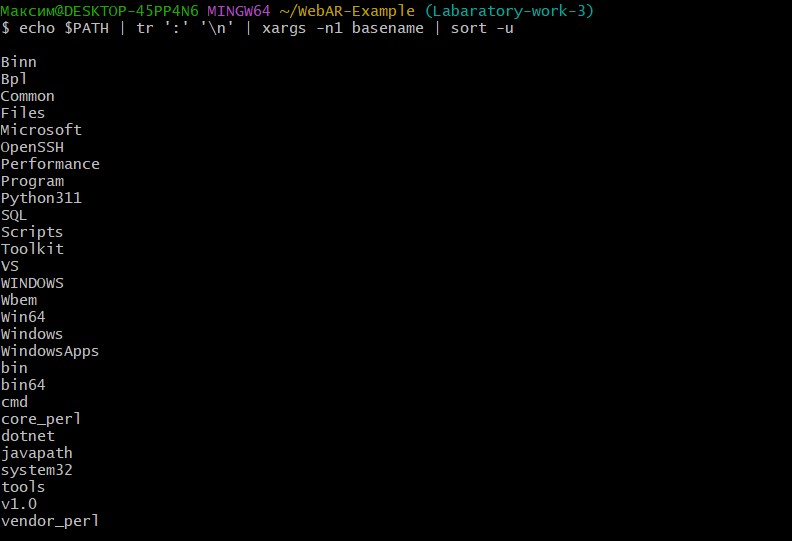 Максим@DESKTOP-45PP4N6 MINGW64 ~/WebAR-Example (Labaratory-work-3)
$ echo $PATH | tr ':' '\n' | xargs -n1 basename | sort -u

Binn
Bpl
Common
Files
Microsoft
OpenSSH
Performance
Program
Python311
SQL
Scripts
Toolkit
VS
WINDOWS
Wbem
Win64
Windows
WindowsApps
bin
bin64
cmd
core_perl
dotnet
javapath
system32
tools
v1.0
vendor_perl